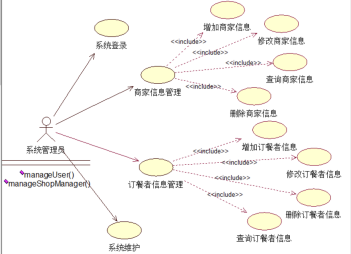 增加商家信息
系统登录
<<include>>
<<include>>
修改商家信息
<<include>>
查询商家信息
商家信息管理
<<include>>
删除商家信息
系统管理员
<<include>>
增加订餐者信息
manageUser()
manageShopManager()
<<include>>
修改订餐者信息
订餐者信息管理
<<include>>
删除订餐者信息
<<include>>
查询订餐者信息
系统维护